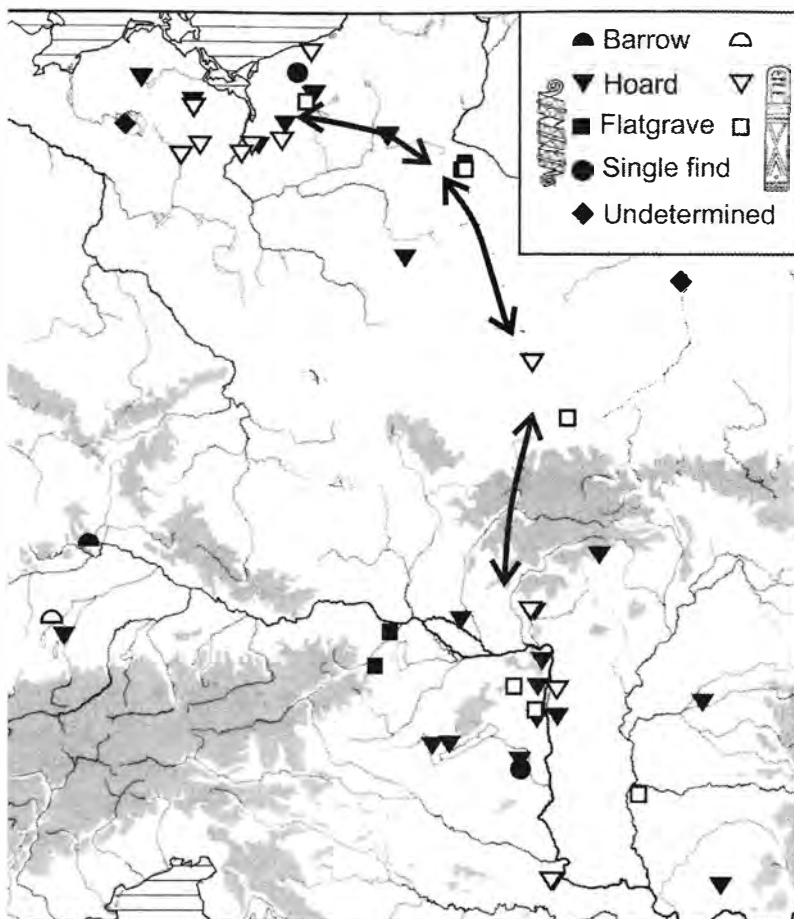 Barrow
Hoard
Flatgrave
Single find
Undetermined